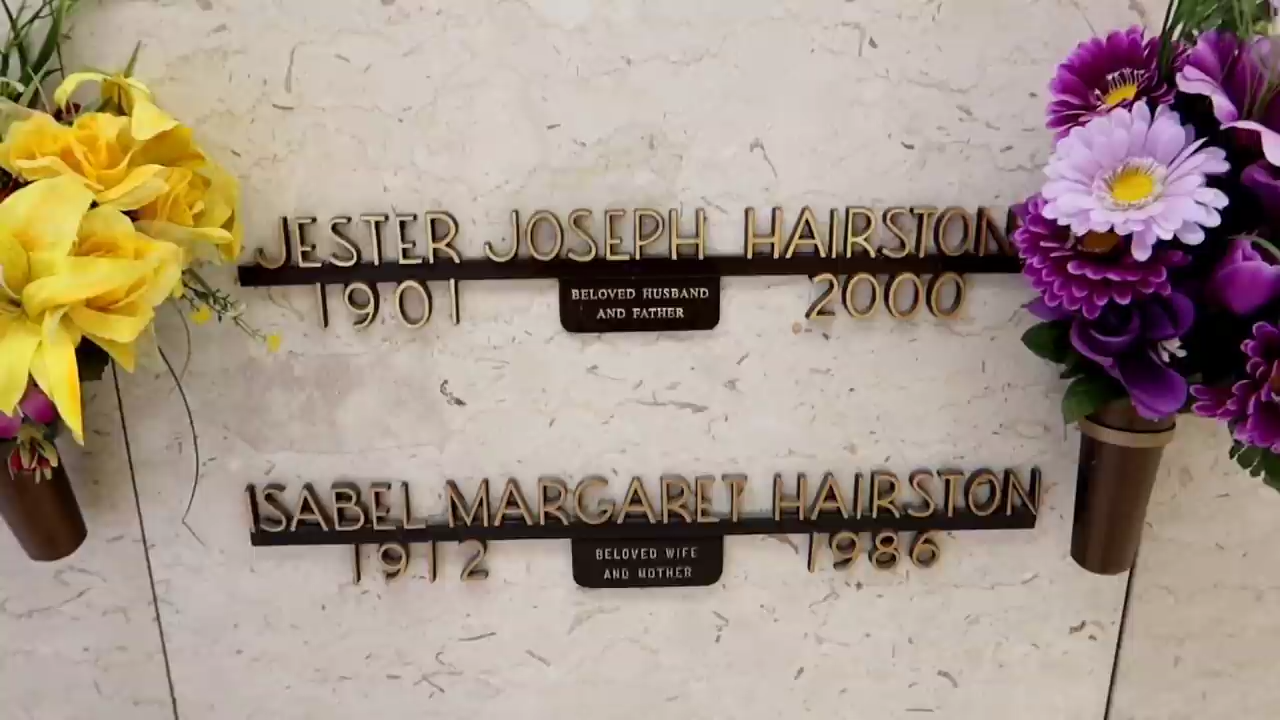 JESTER JOSEPH HAIRSTON
1901 2000
BELOVED HUSBAND
AND FATHER
ISABEL MARGARET HAIRSTON
1912 1986
BELOVED WIFE
AND MOTHER